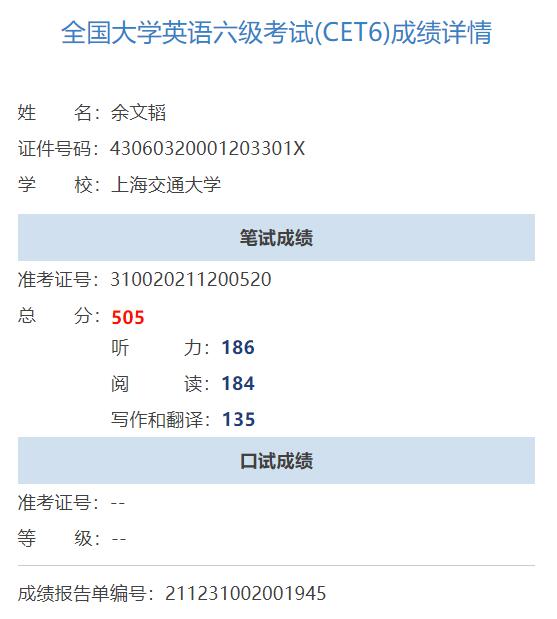 全国大学英语六级考试(CET6)成绩详情
姓 名：余文韬
证件号码：43060320001203301X
学 校：上海交通大学
笔试成绩
准考证号：310020211200520
总 分：505
听 力：186
阅 读：184
写作和翻译：135
口试成绩
准考证号：--
等 级：--
成绩报告单编号：211231002001945